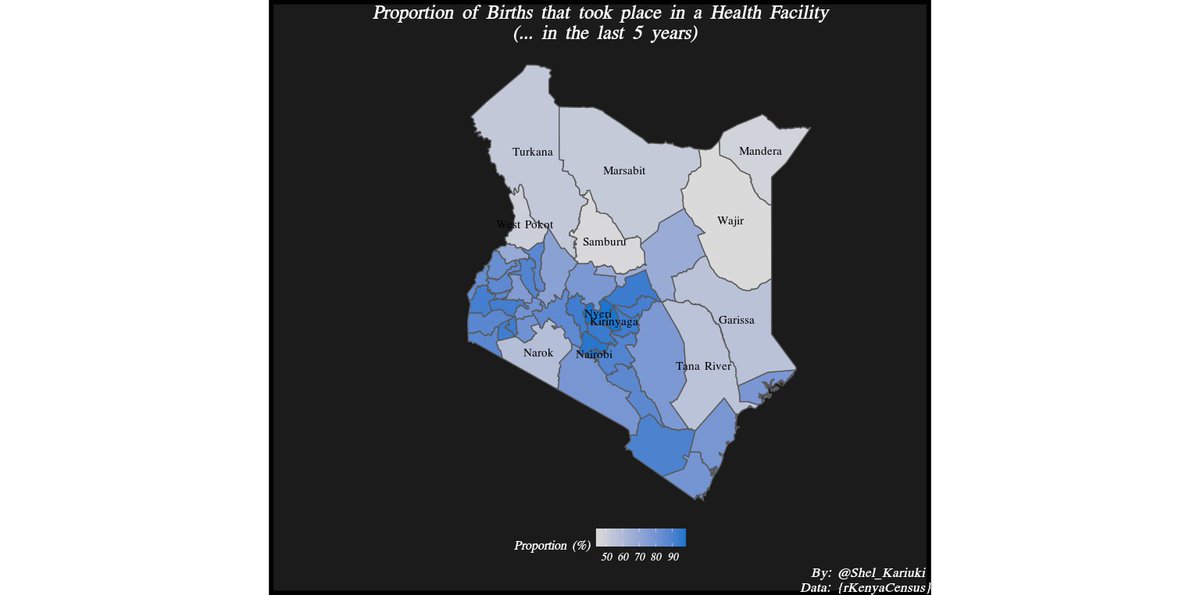 Proportion of Births that took place in a Health Facility
(... in the last 5 years)
Mandera
Turkana
Marsabit
Wajir
West Pokot
Samburu
Nyeri
Kirinyaga
Garissa
Narok
Nairobi
Tana River
Proportion (%)
50 60 70 80 90
By: @Shel_Kariuki
Data: {rKenyaCensus}